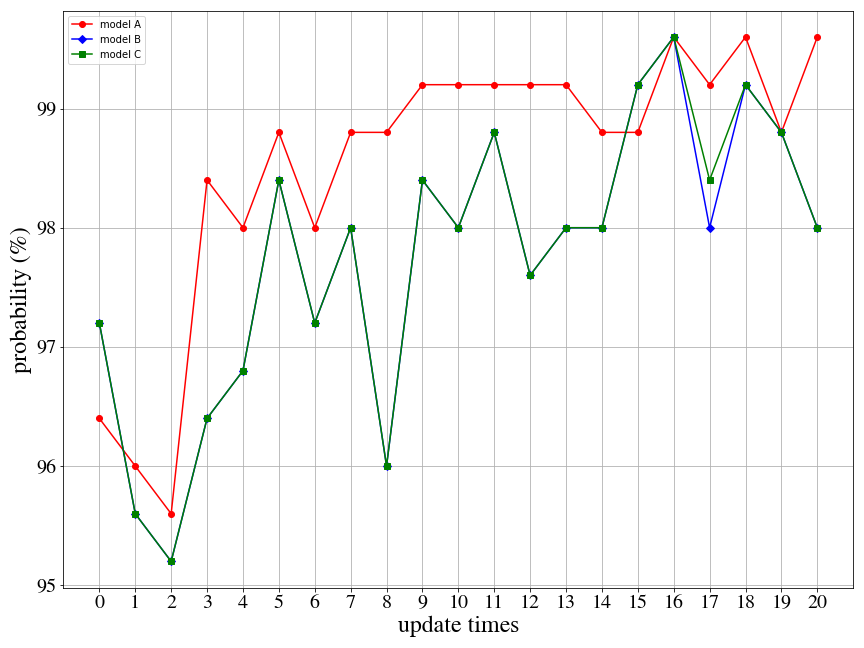 model A
model B
model C
99
98
97
96
95
probability (%)
0 1 2 3 4 5 6 7 8 9 10 11 12 13 14 15 16 17 18 19 20
update times